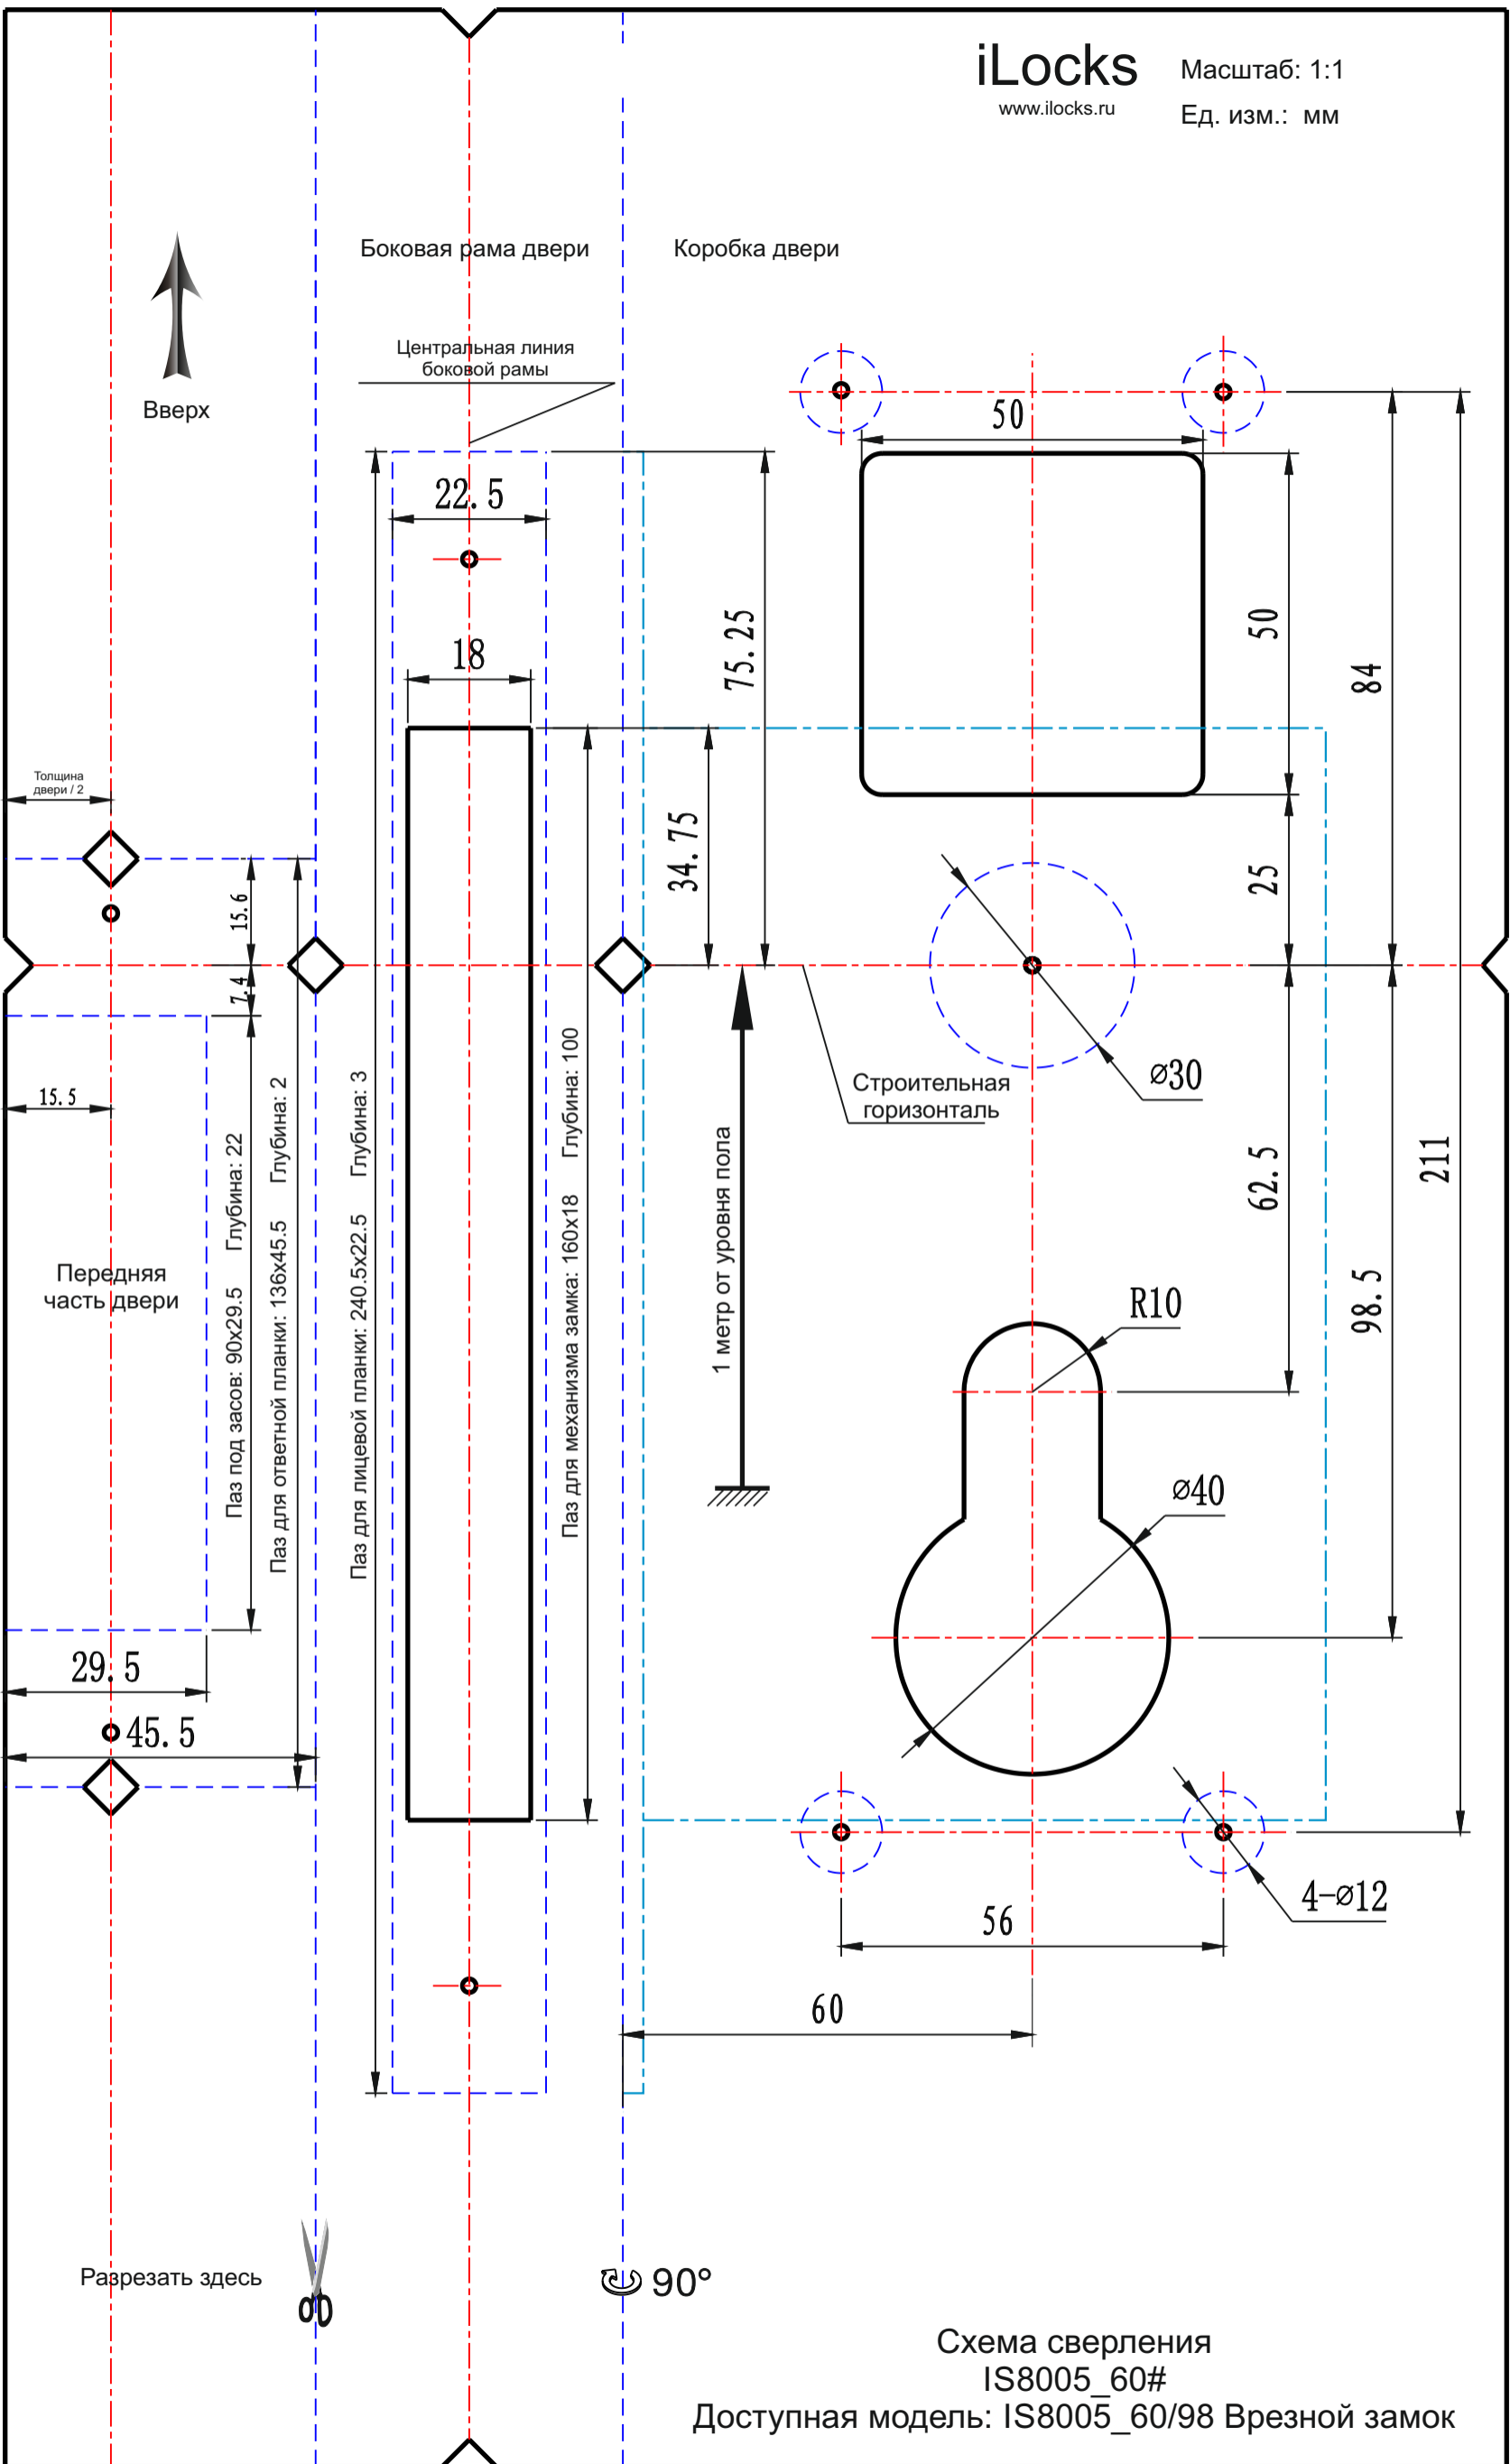 iLocks
www.ilocks.ru
Масштаб: 1:1
Ед. изм.: мм
Боковая рама двери
Коробка двери
Вверх
Центральная линия
боковой рамы
50
22.5
18
75.25
50
84
Толщина
двери / 2
34.75
25
15.6
7.4
15.5
Ø30
Строительная
горизонталь
62.5
211
98.5
Паз под засов: 90x29.5 Глубина: 22
Паз для ответной планки: 136x45.5 Глубина: 2
Паз для лицевой планки: 240.5x22.5 Глубина: 3
Паз для механизма замка: 160x18 Глубина: 100
1 метр от уровня пола
Передняя
часть двери
R10
Ø40
29.5
45.5
4-Ø12
56
60
Разрезать здесь
90°
Схема сверления
IS8005_60#
Доступная модель: IS8005_60/98 Врезной замок